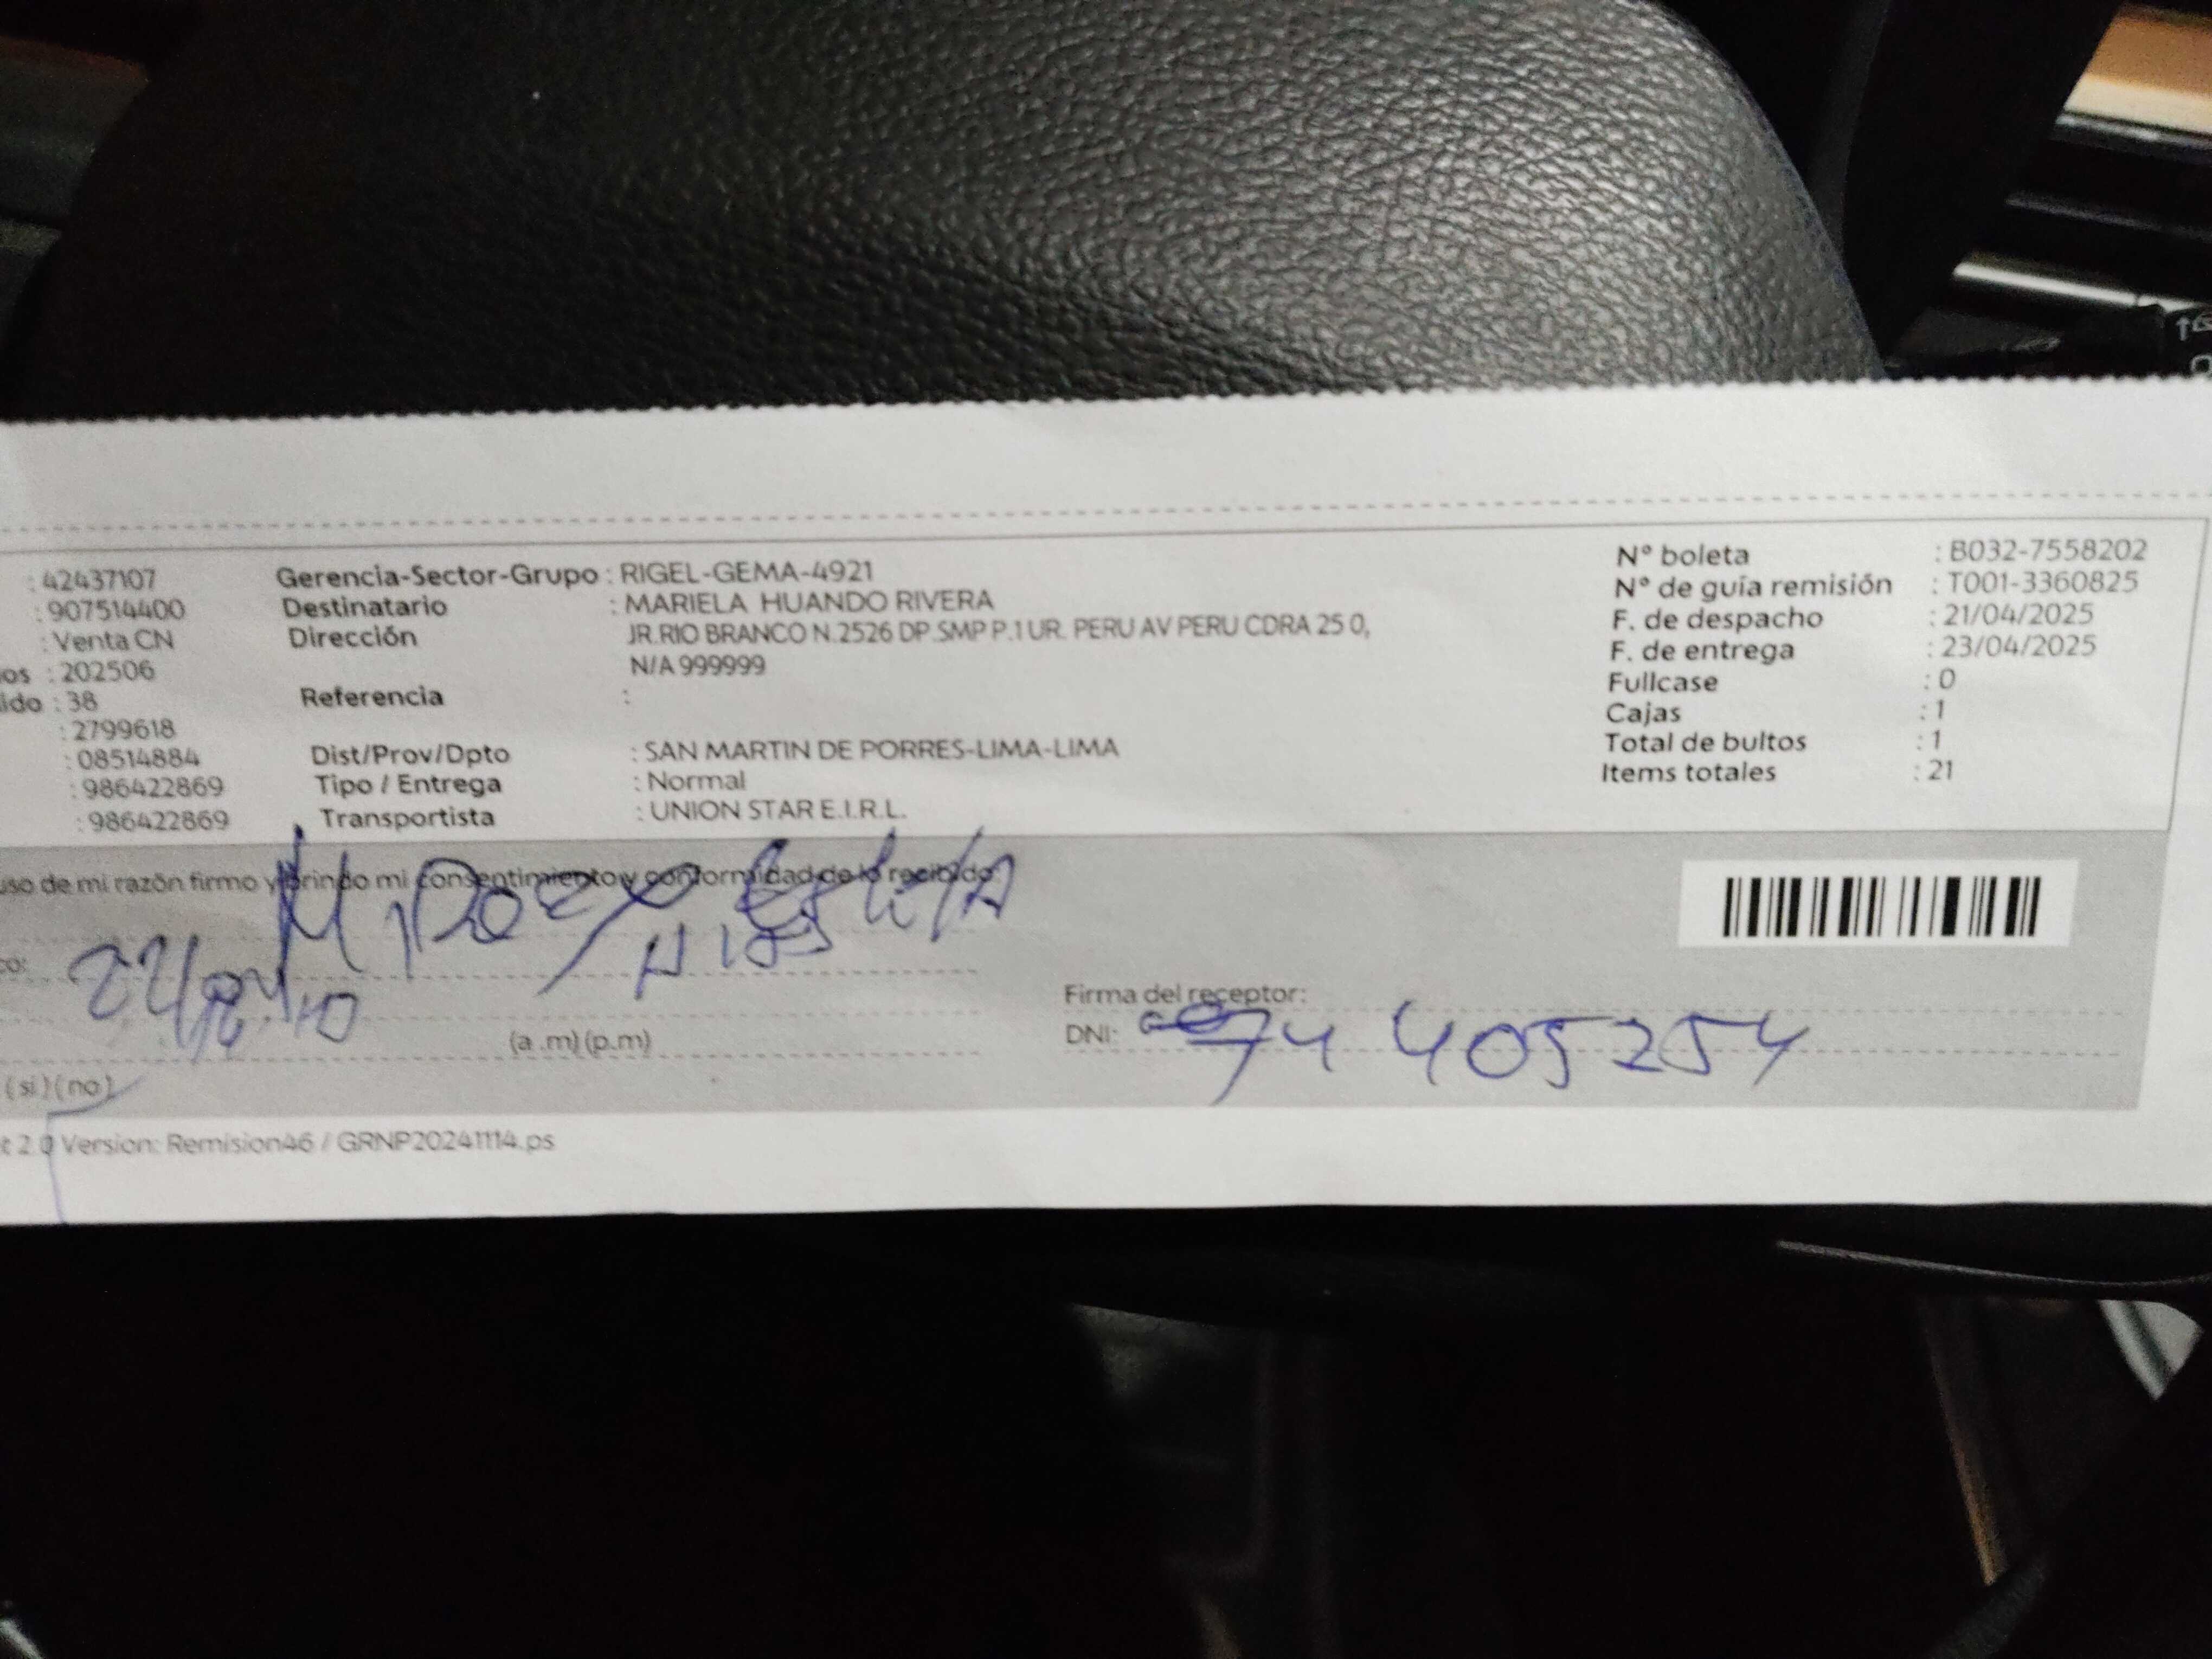 : 42437107
: 907514400
: Venta CN
os : 202506
ido : 38
: 2799618
: 08514884
: 986422869
: 986422869
Gerencia-Sector-Grupo : RIGEL-GEMA-4921
Destinatario : MARIELA HUANDO RIVERA
Dirección JR.RIO BRANCO N.2526 DP.SMP P.1 UR. PERU AV PERU CDRA 25 0,
N/A 999999
Referencia :
Dist/Prov/Dpto : SAN MARTIN DE PORRES-LIMA-LIMA
Tipo / Entrega : Normal
Transportista : UNION STAR E.I.R.L.
Nº boleta : B032-7558202
Nº de guía remisión : T001-3360825
F. de despacho : 21/04/2025
F. de entrega : 23/04/2025
Fullcase : 0
Cajas : 1
Total de bultos : 1
Items totales : 21
uso de mi razón firmo y brindo mi consentimiento y conformidad de lo recibido
co:
(a .m) (p.m)
(si) (no)
Firma del receptor:
DNI: 74405254
t 2.0 Version: Remision46 / GRNP20241114.ps